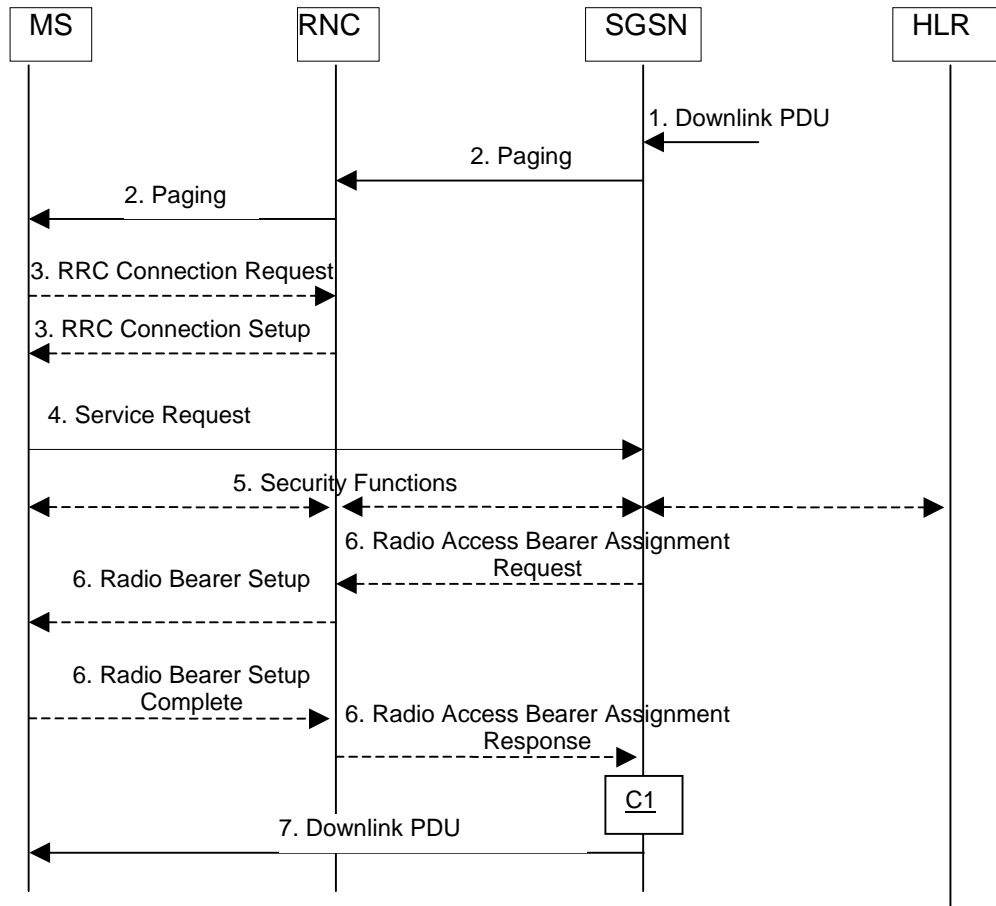 MS
RNC
SGSN
HLR
1. Downlink PDU
2. Paging
2. Paging
3. RRC Connection Request
3. RRC Connection Setup
4. Service Request
5. Security Functions
6. Radio Access Bearer Assignment
Request
6. Radio Bearer Setup
6. Radio Bearer Setup
Complete
6. Radio Access Bearer Assignment
Response
C1
7. Downlink PDU